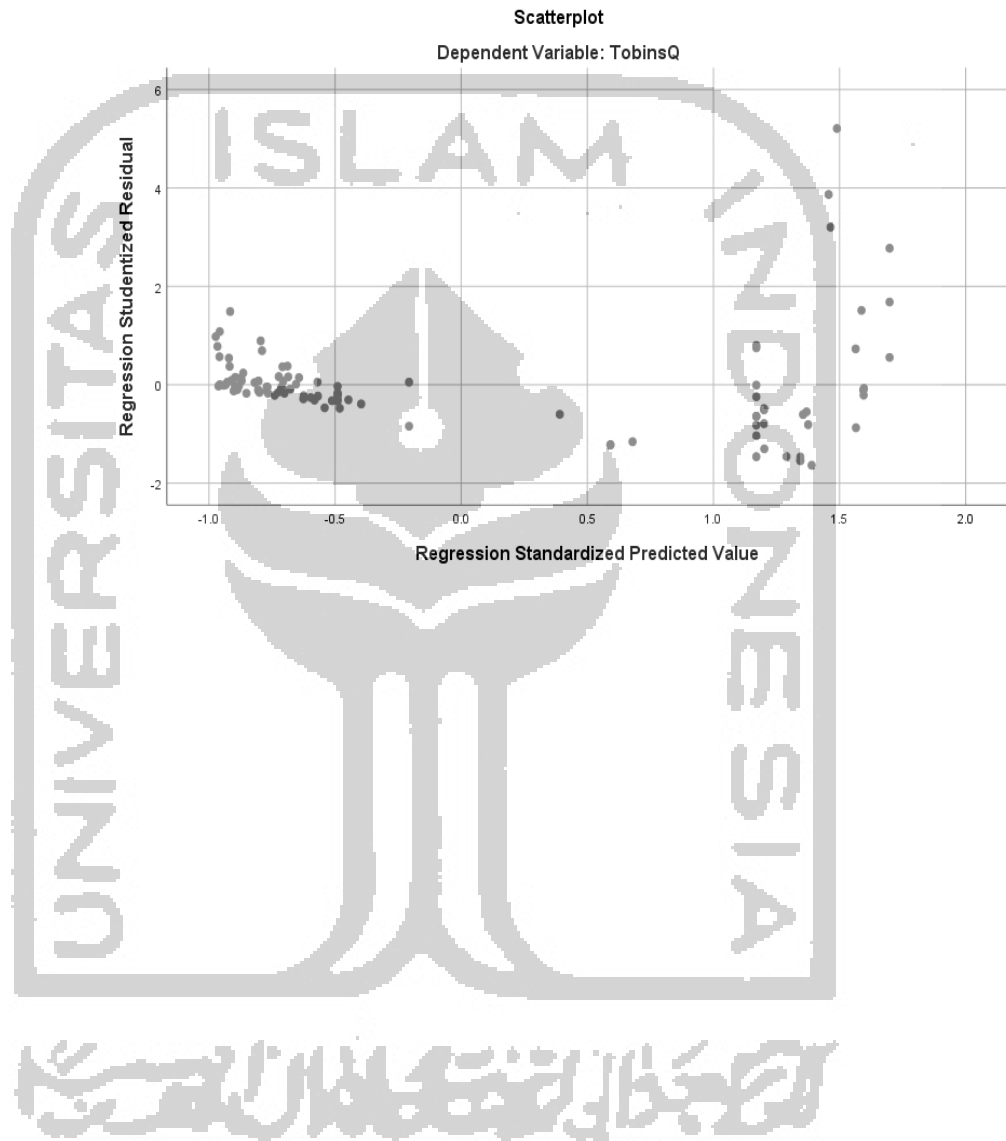 Scatterplot
Dependent Variable: TobinsQ
Regression Studentized Residual
6
4
2
0
-2
-1.0 -0.5 0.0 0.5 1.0 1.5 2.0
Regression Standardized Predicted Value
UNIVERSITAS
ISLAM
INDONESIA